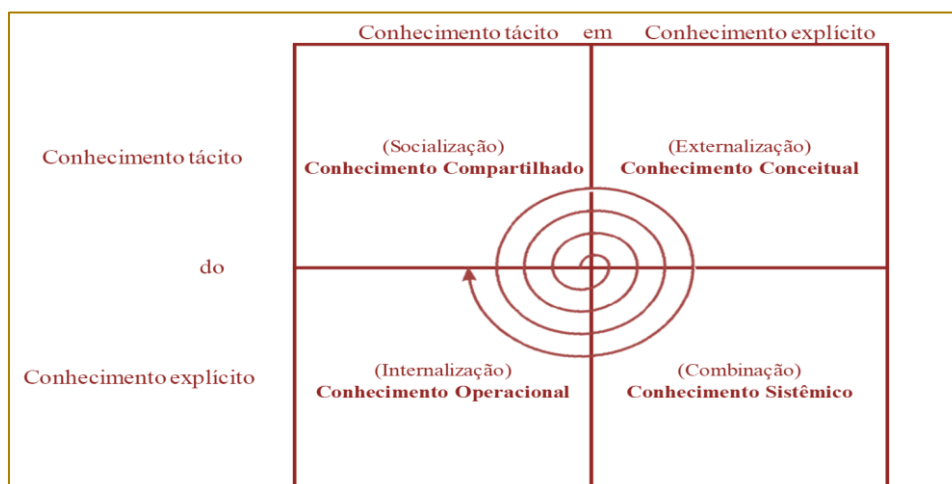 Conhecimento tácito em Conhecimento explícito
(Socialização) (Externalização)
Conhecimento tácito Conhecimento Compartilhado Conhecimento Conceitual
do
(Internalização) (Combinação)
Conhecimento explícito Conhecimento Operacional Conhecimento Sistêmico